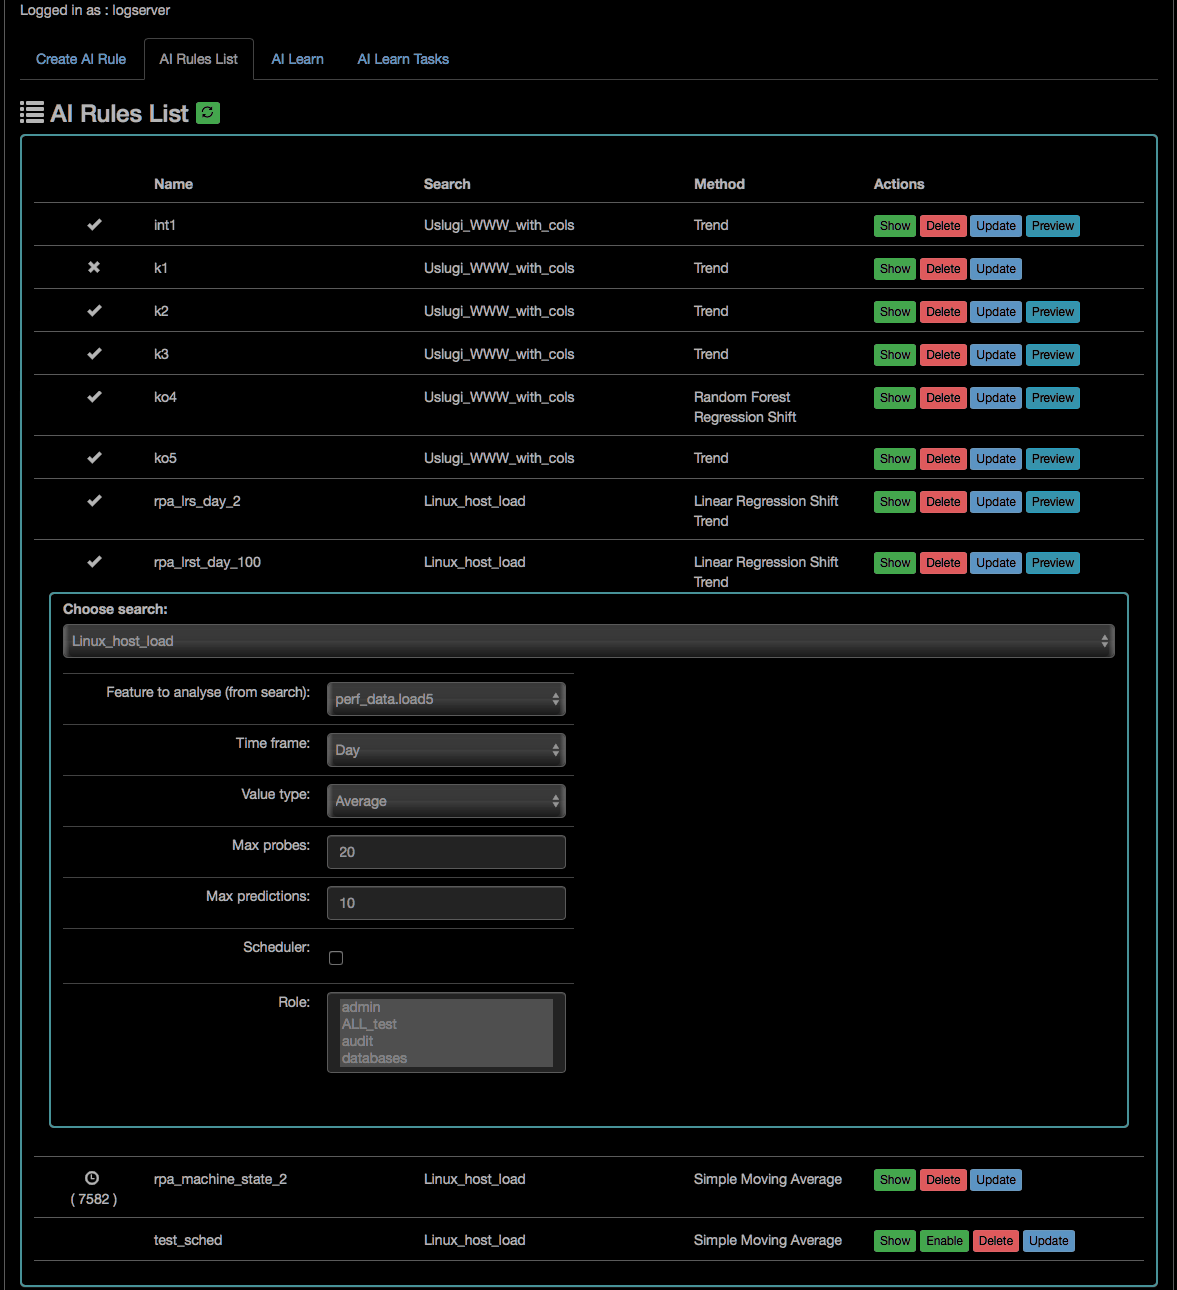 Logged in as : logserver
Create AI Rule AI Rules List AI Learn AI Learn Tasks
AI Rules List
Name Search Method Actions
int1 Uslugi_WWW_with_cols Trend Show Delete Update Preview
k1 Uslugi_WWW_with_cols Trend Show Delete Update
k2 Uslugi_WWW_with_cols Trend Show Delete Update Preview
k3 Uslugi_WWW_with_cols Trend Show Delete Update Preview
ko4 Uslugi_WWW_with_cols Random Forest Show Delete Update Preview
Regression Shift
ko5 Uslugi_WWW_with_cols Trend Show Delete Update Preview
rpa_lrs_day_2 Linux_host_load Linear Regression Shift Show Delete Update Preview
Trend
rpa_lrst_day_100 Linux_host_load Linear Regression Shift Show Delete Update Preview
Trend
Choose search:
Linux_host_load
Feature to analyse (from search): perf_data.load5
Time frame: Day
Value type: Average
Max probes: 20
Max predictions: 10
Scheduler:
Role: admin
ALL_test
audit
databases
rpa_machine_state_2 Linux_host_load Simple Moving Average Show Delete Update
( 7582 )
test_sched Linux_host_load Simple Moving Average Show Enable Delete Update